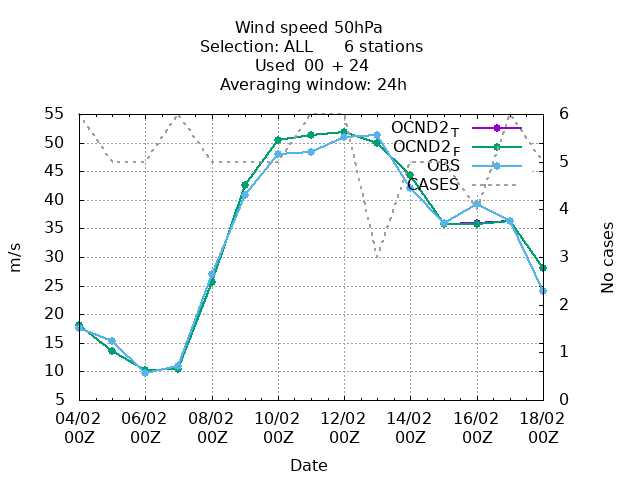 Wind speed 50hPa
Selection: ALL 6 stations
Used 00 + 24
Averaging window: 24h
55
50
45
40
35
30
25
20
15
10
5
6
5
4
3
2
1
0
m/s
No cases
OCND2T
OCND2F
OBS
CASES
04/02 06/02 08/02 10/02 12/02 14/02 16/02 18/02
00Z 00Z 00Z 00Z 00Z 00Z 00Z 00Z
Date